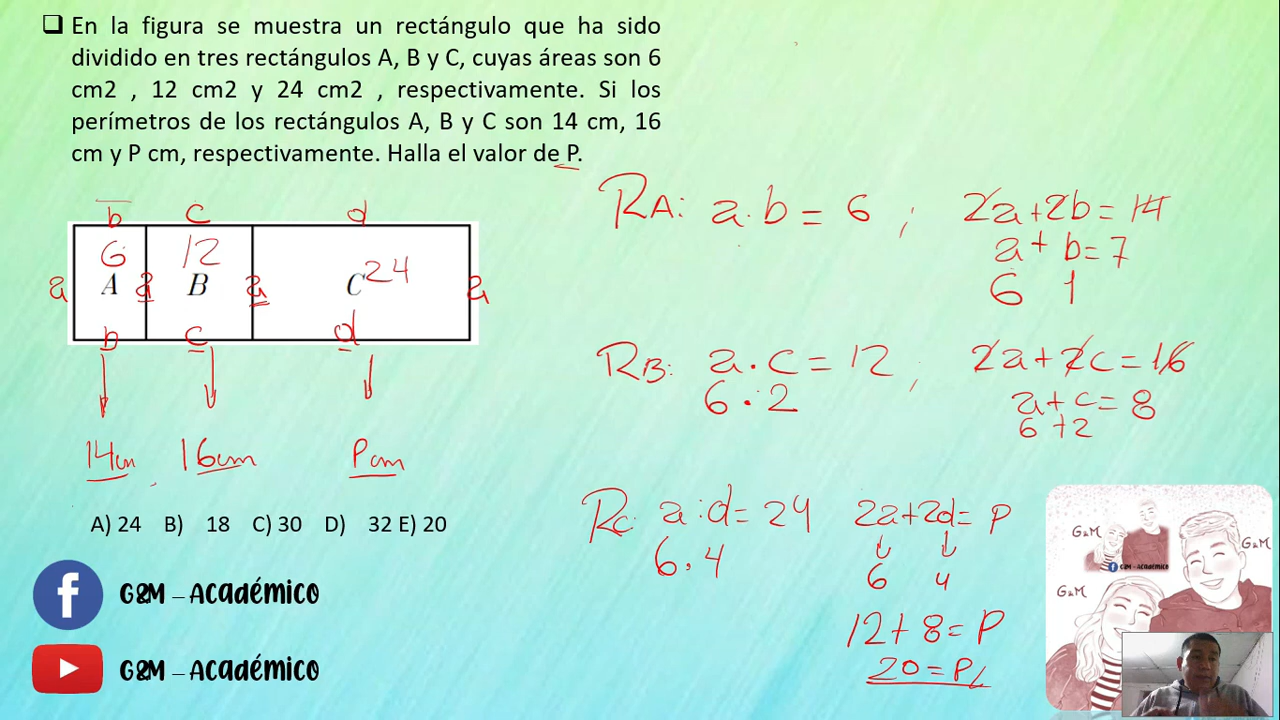 ❑ En la figura se muestra un rectángulo que ha sido
dividido en tres rectángulos A, B y C, cuyas áreas son 6
cm2 , 12 cm2 y 24 cm2 , respectivamente. Si los
perímetros de los rectángulos A, B y C son 14 cm, 16
cm y P cm, respectivamente. Halla el valor de P.
b c d
6 12
a A a B a C 24 a
b c d
14cm 16cm Pcm
A) 24 B) 18 C) 30 D) 32 E) 20
G&M – Académico
G&M – Académico
RA: a.b = 6 ; 2a+2b = 14
a + b = 7
6 1
RB: a.c = 12 ; 2a+2c = 16
6 . 2 a+c = 8
6 +2
RC a.d = 24 2a+2d = P
6.4 6 4
12+8 = P
20 = P
G&M
G&M
G&M – Académico
G&M